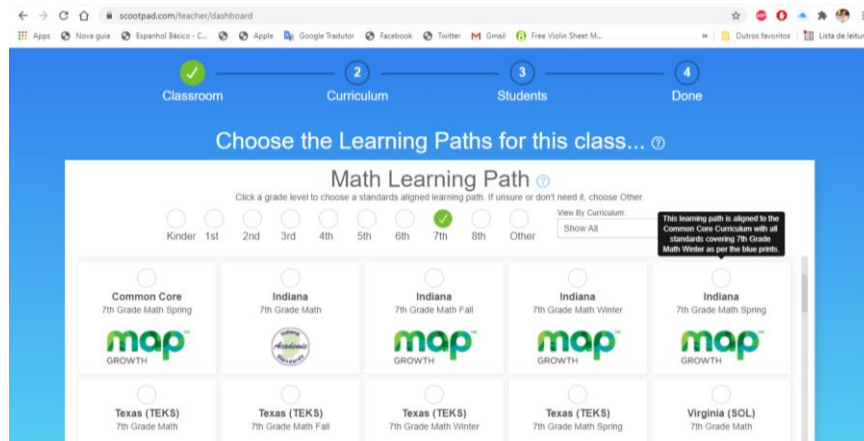 scootpad.com/teacher/dashboard
Apps Nova guia Espanhol Básico - C... Apple Google Tradutor Facebook Twitter Gmail Free Violin Sheet M... » Outros favoritos Lista de leitur
2 3 4
Classroom Curriculum Students Done
Choose the Learning Paths for this class...
Math Learning Path
Click a grade level to choose a standards aligned learning path. If unsure or don't need it, choose Other.
Kinder 1st 2nd 3rd 4th 5th 6th 7th 8th Other
View By Curriculum:
Show All
This learning path is aligned to the
Common Core Curriculum with all
standards covering 7th Grade
Math Winter as per the blue prints.
Common Core
7th Grade Math Spring
map
GROWTH
Indiana
7th Grade Math
Indiana
Academic
Standards
Indiana
7th Grade Math Fall
map
GROWTH
Indiana
7th Grade Math Winter
map
GROWTH
Indiana
7th Grade Math Spring
map
GROWTH
Texas (TEKS)
7th Grade Math
Texas (TEKS)
7th Grade Math Fall
Texas (TEKS)
7th Grade Math Winter
Texas (TEKS)
7th Grade Math Spring
Virginia (SOL)
7th Grade Math